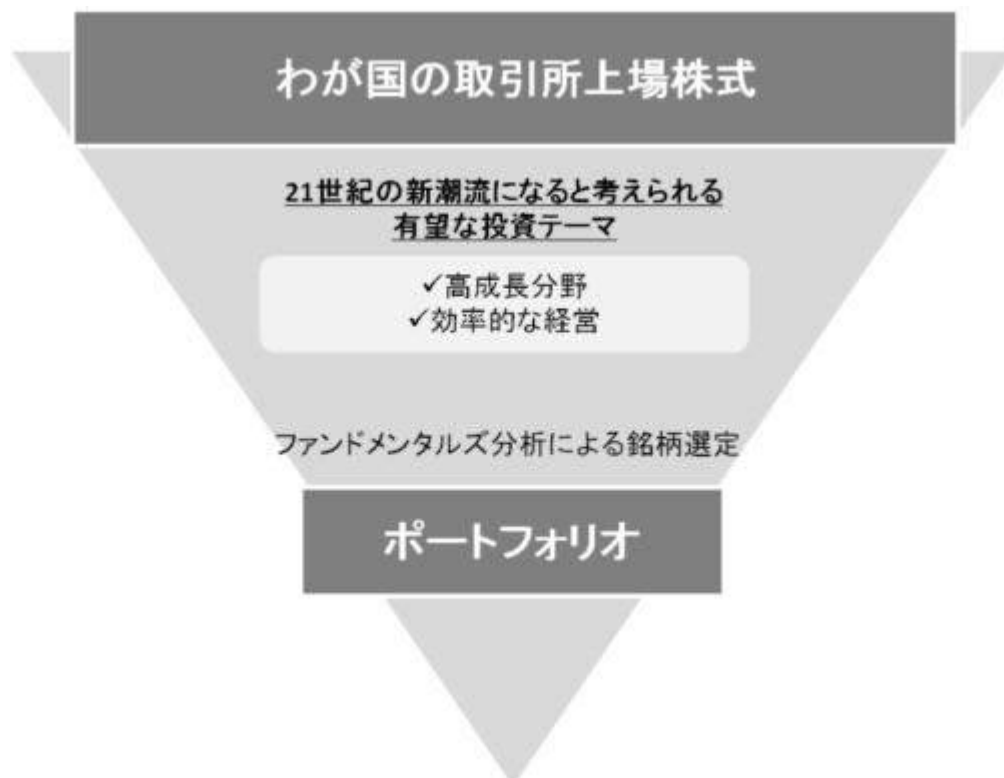 わが国の取引所上場株式
21世紀の新潮流になると考えられる
有望な投資テーマ
✓高成長分野
✓効率的な経営
ファンドメンタルズ分析による銘柄選定
ポートフォリオ